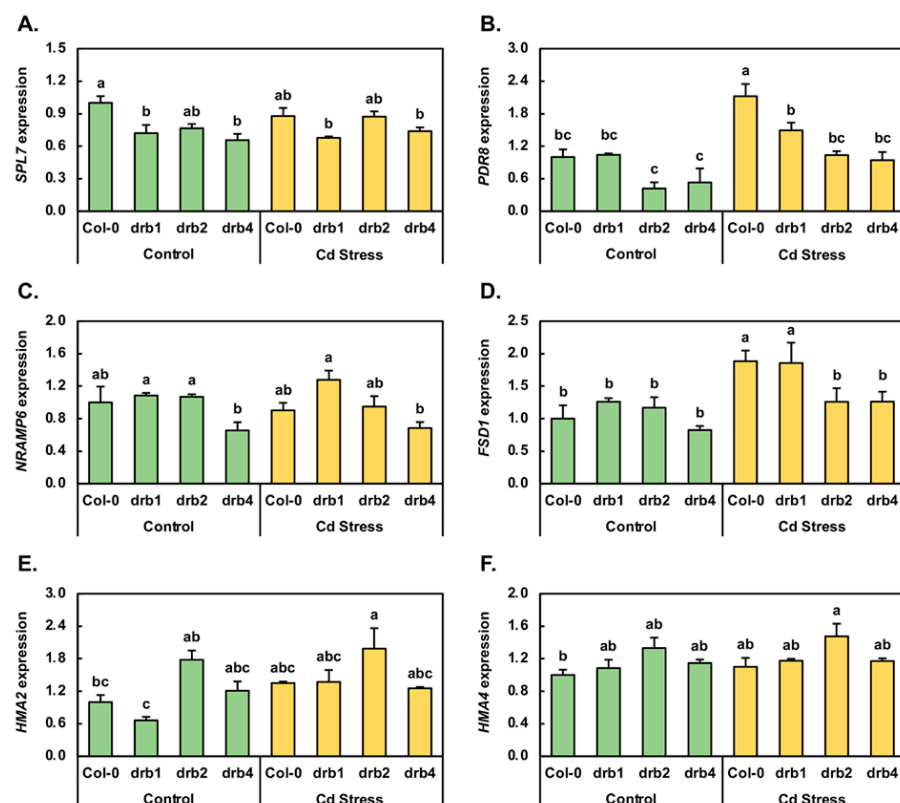 A.
SPL7 expression
1.5
1.2
0.9
0.6
0.3
0.0
a
b
ab
b
ab
b
ab
b
Col-0 drb1 drb2 drb4 Col-0 drb1 drb2 drb4
Control Cd Stress
B.
PDR8 expression
3.0
2.4
1.8
1.2
0.6
0.0
bc
bc
c
c
a
b
bc
bc
Col-0 drb1 drb2 drb4 Col-0 drb1 drb2 drb4
Control Cd Stress
C.
NRAMP6 expression
2.0
1.6
1.2
0.8
0.4
0.0
ab
a
a
b
ab
a
ab
b
Col-0 drb1 drb2 drb4 Col-0 drb1 drb2 drb4
Control Cd Stress
D.
FSD1 expression
2.5
2.0
1.5
1.0
0.5
0.0
b
b
b
b
a
a
b
b
Col-0 drb1 drb2 drb4 Col-0 drb1 drb2 drb4
Control Cd Stress
E.
HMA2 expression
3.0
2.4
1.8
1.2
0.6
0.0
bc
c
ab
abc
abc
abc
a
abc
Col-0 drb1 drb2 drb4 Col-0 drb1 drb2 drb4
Control Cd Stress
F.
HMA4 expression
2.0
1.6
1.2
0.8
0.4
0.0
b
ab
ab
ab
ab
ab
a
ab
Col-0 drb1 drb2 drb4 Col-0 drb1 drb2 drb4
Control Cd Stress